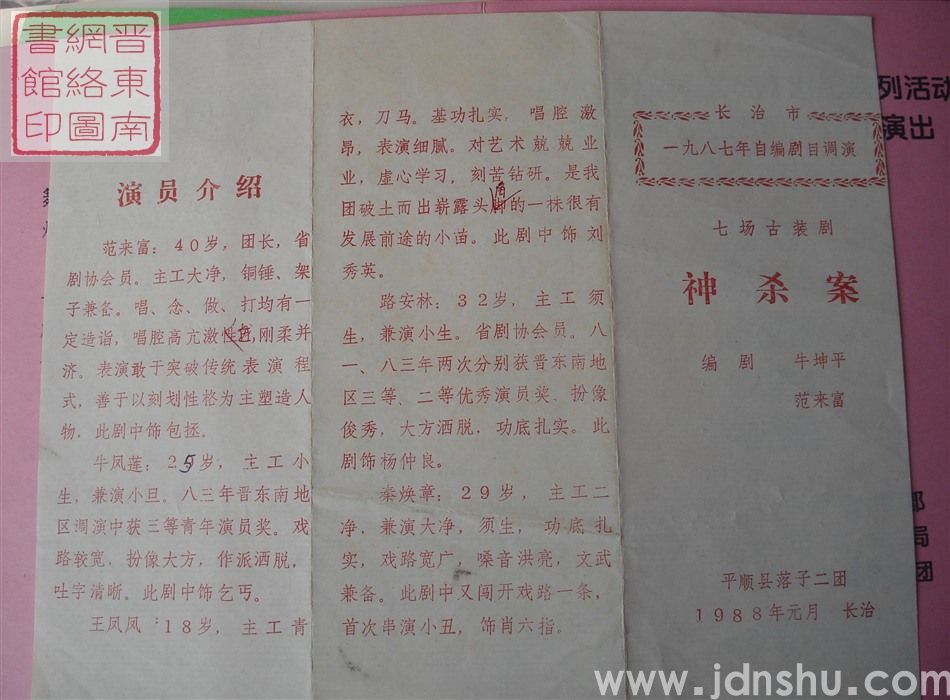 晋东南
網絡圖
書館印
列活动
演出
演员介绍
范来富：40岁，团长，省
剧协会员。主工大净，铜锤、架
子兼备。唱、念、做、打均有一
定造诣，唱腔高亢激昂，刚柔并
济。表演敢于突破传统表演程
式，善于以刻划性格为主塑造人
物，此剧中饰包拯，
牛凤莲：25岁，主工小
生，兼演小旦。八三年晋东南地
区调演中获三等青年演员奖。戏
路较宽，扮像大方，作派洒脱，
吐字清晰。此剧中饰乞丐。
王凤凤：18岁，主工青
衣，刀马。基功扎实，唱腔激
昂，表演细腻。对艺术兢兢业
业，虚心学习，刻苦钻研。是我
团破土而出崭露头角的一株很有
发展前途的小苗。此剧中饰刘
秀英。
路安林：32岁，主工须
生，兼演小生。省剧协会员。八
一、八三年两次分别获晋东南地
区三等、二等优秀演员奖。扮像
俊秀，大方洒脱，功底扎实。此
剧饰杨仲良。
秦焕章：29岁，主工二
净，兼演大净，须生，功底扎
实，戏路宽广，嗓音洪亮，文武
兼备。此剧中又闯开戏路一条，
首次串演小丑，饰肖六指。
长治市
一九八七年自编剧目调演
七场古装剧
神杀案
编剧 牛坤平
范来富
平顺县落子二团
1988年元月 长治
部
局
团
www.jdnshu.com